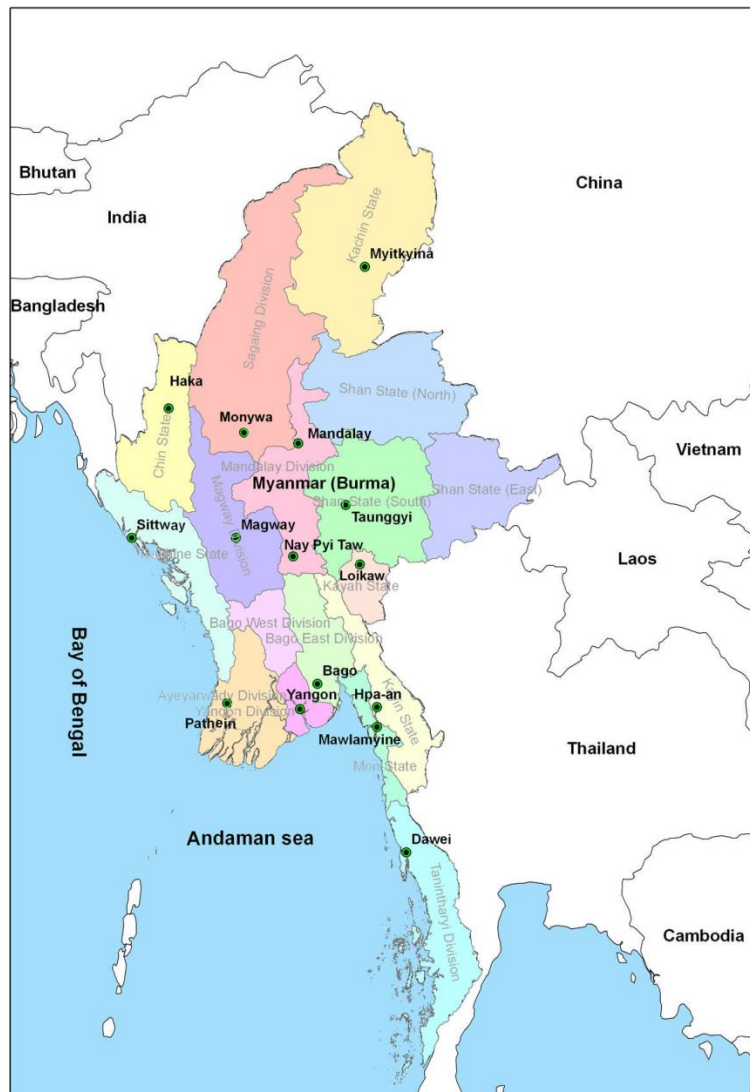 Bhutan
China
India
Kachin State
Myitkyina
Sagaing Division
Bangladesh
Shan State (North)
Haka
Monywa
Mandalay
Chin State
Vietnam
Mandalay Division
Myanmar (Burma)
Shan State (East)
Shan State (South)
Taunggyi
Magway Division
Sittway
Magway
Nay Pyi Taw
State
Laos
Loikaw
Kayah State
Bago West Division
Bago East Division
Bay of Bengal
Bago
Ayeyarwady Division
Yangon
Hpa-an
Yangon Division
Pathein
State
Mawlamyine
Thailand
Mon State
Andaman sea
Dawei
Tanintharyi Division
Cambodia